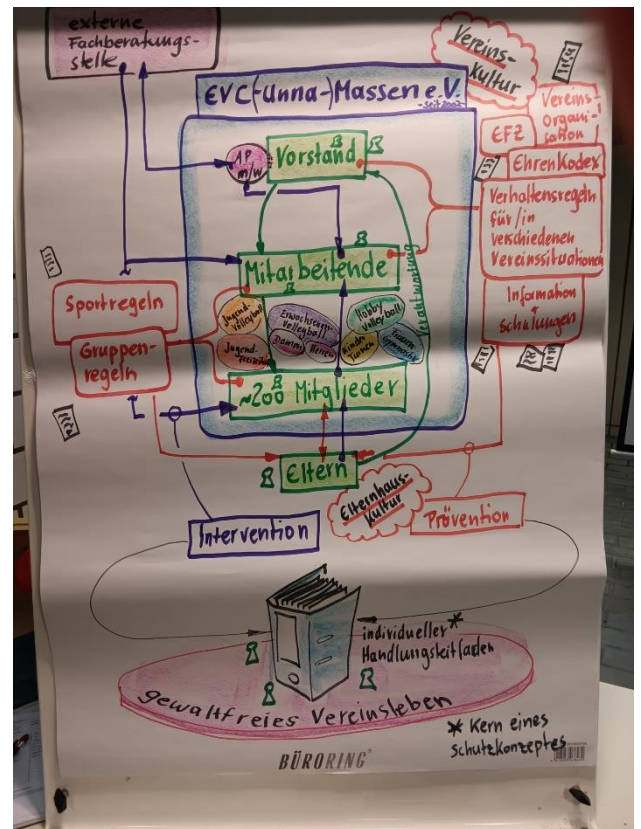 externe
Fachberatungs-
stelle
Vereins-
kultur
EVC(-Unna-)Massen e.V.
Vereins
Organi-
sation
EFZ
AP
m/w
Vorstand
EhrenKodex
Verhaltensregeln
für/in
verschiedenen
Vereinssituationen
Verantwortung
Mitarbeitende
Sportregeln
Gruppen-
regeln
Jugend-
volleyball
Erwachsenen-
volleyball
Damen
Herren
Hobby
Volleyball
Kinder
Turnen
Frauen
Gymnastik
Jugend-
Information
+
Schulungen
~200 Mitglieder
Eltern
Elternhaus-
kultur
Intervention
Prävention
individueller *
Handlungsleitfaden
gewaltfreies Vereinsleben
* Kern eines
Schutzkonzeptes
BÜRORING